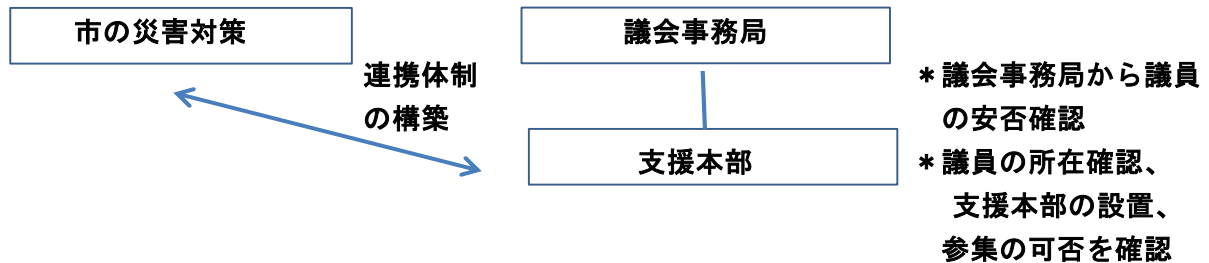 市の災害対策
議会事務局
連携体制
の構築
支援本部
＊議会事務局から議員
の安否確認
＊議員の所在確認、
支援本部の設置、
参集の可否を確認